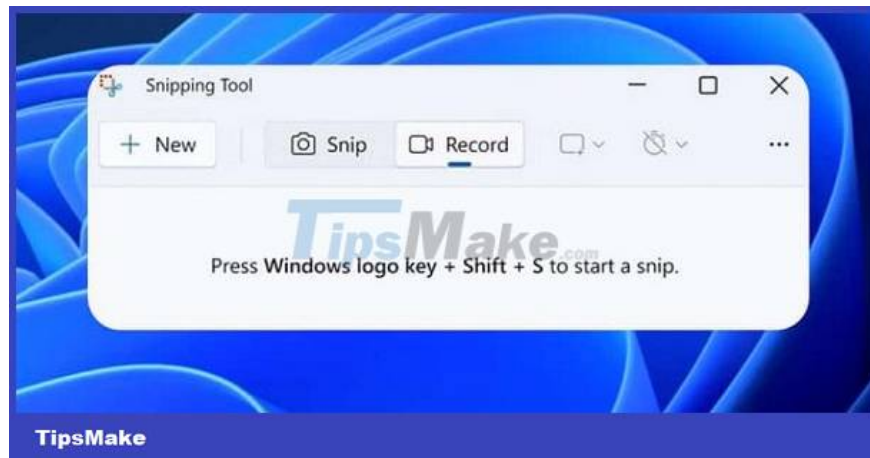 Snipping Tool
+ New
Snip
Record
TipsMake.com
Press Windows logo key + Shift + S to start a snip.
TipsMake